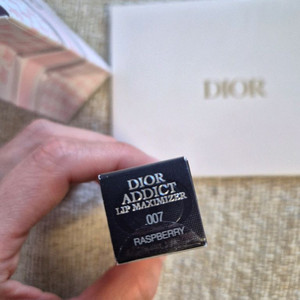 DIOR
DIOR
ADDICT
LIP MAXIMIZER
007
RASPBERRY